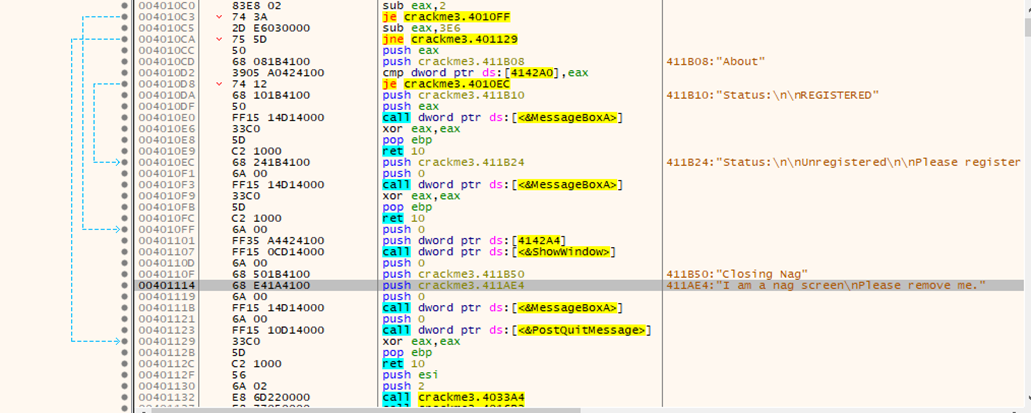 004010C0 83E8 02 sub eax,2
004010C3 74 3A je crackme3.4010FF
004010C5 2D E6030000 sub eax,3E6
004010CA 75 5D jne crackme3.401129
004010CC 50 push eax
004010CD 68 081B4100 push crackme3.411B08 411B08:"About"
004010D2 3905 A0424100 cmp dword ptr ds:[4142A0],eax
004010D8 74 12 je crackme3.4010EC
004010DA 68 101B4100 push crackme3.411B10 411B10:"Status:\n\nREGISTERED"
004010DF 50 push eax
004010E0 FF15 14D14000 call dword ptr ds:[<&MessageBoxA>]
004010E6 33C0 xor eax,eax
004010E8 5D pop ebp
004010E9 C2 1000 ret 10
004010EC 68 241B4100 push crackme3.411B24 411B24:"Status:\n\nUnregistered\n\nPlease register
004010F1 6A 00 push 0
004010F3 FF15 14D14000 call dword ptr ds:[<&MessageBoxA>]
004010F9 33C0 xor eax,eax
004010FB 5D pop ebp
004010FC C2 1000 ret 10
004010FF 6A 00 push 0
00401101 FF35 A4424100 push dword ptr ds:[4142A4]
00401107 FF15 0CD14000 call dword ptr ds:[<&ShowWindow>]
0040110D 6A 00 push 0
0040110F 68 501B4100 push crackme3.411B50 411B50:"Closing Nag"
00401114 68 E41A4100 push crackme3.411AE4 411AE4:"I am a nag screen\nPlease remove me."
00401119 6A 00 push 0
0040111B FF15 14D14000 call dword ptr ds:[<&MessageBoxA>]
00401121 6A 00 push 0
00401123 FF15 10D14000 call dword ptr ds:[<&PostQuitMessage>]
00401129 33C0 xor eax,eax
0040112B 5D pop ebp
0040112C C2 1000 ret 10
0040112F 56 push esi
00401130 6A 02 push 2
00401132 E8 6D220000 call crackme3.4033A4